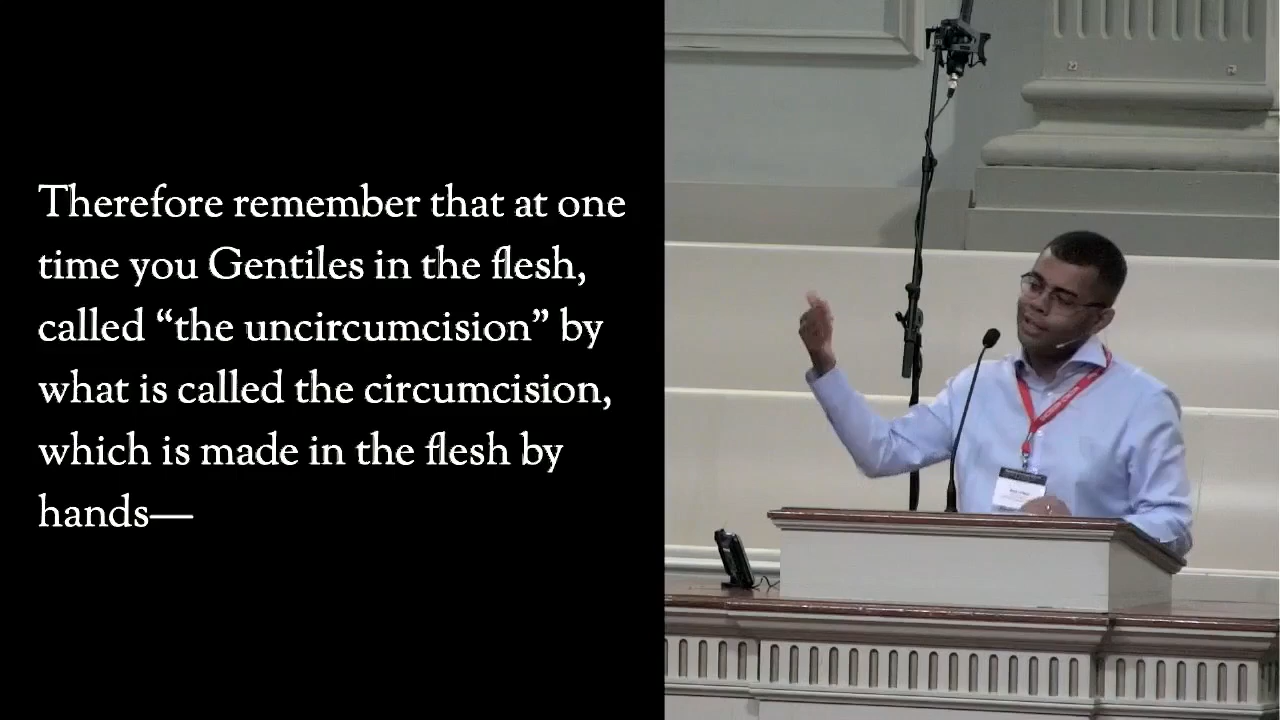 Therefore remember that at one
time you Gentiles in the flesh,
called “the uncircumcision” by
what is called the circumcision,
which is made in the flesh by
hands—